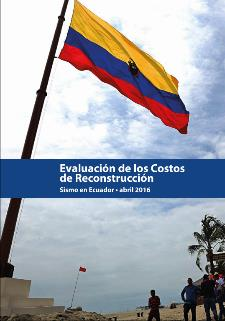 Evaluación de los Costos
de Reconstrucción
Sismo en Ecuador • abril 2016